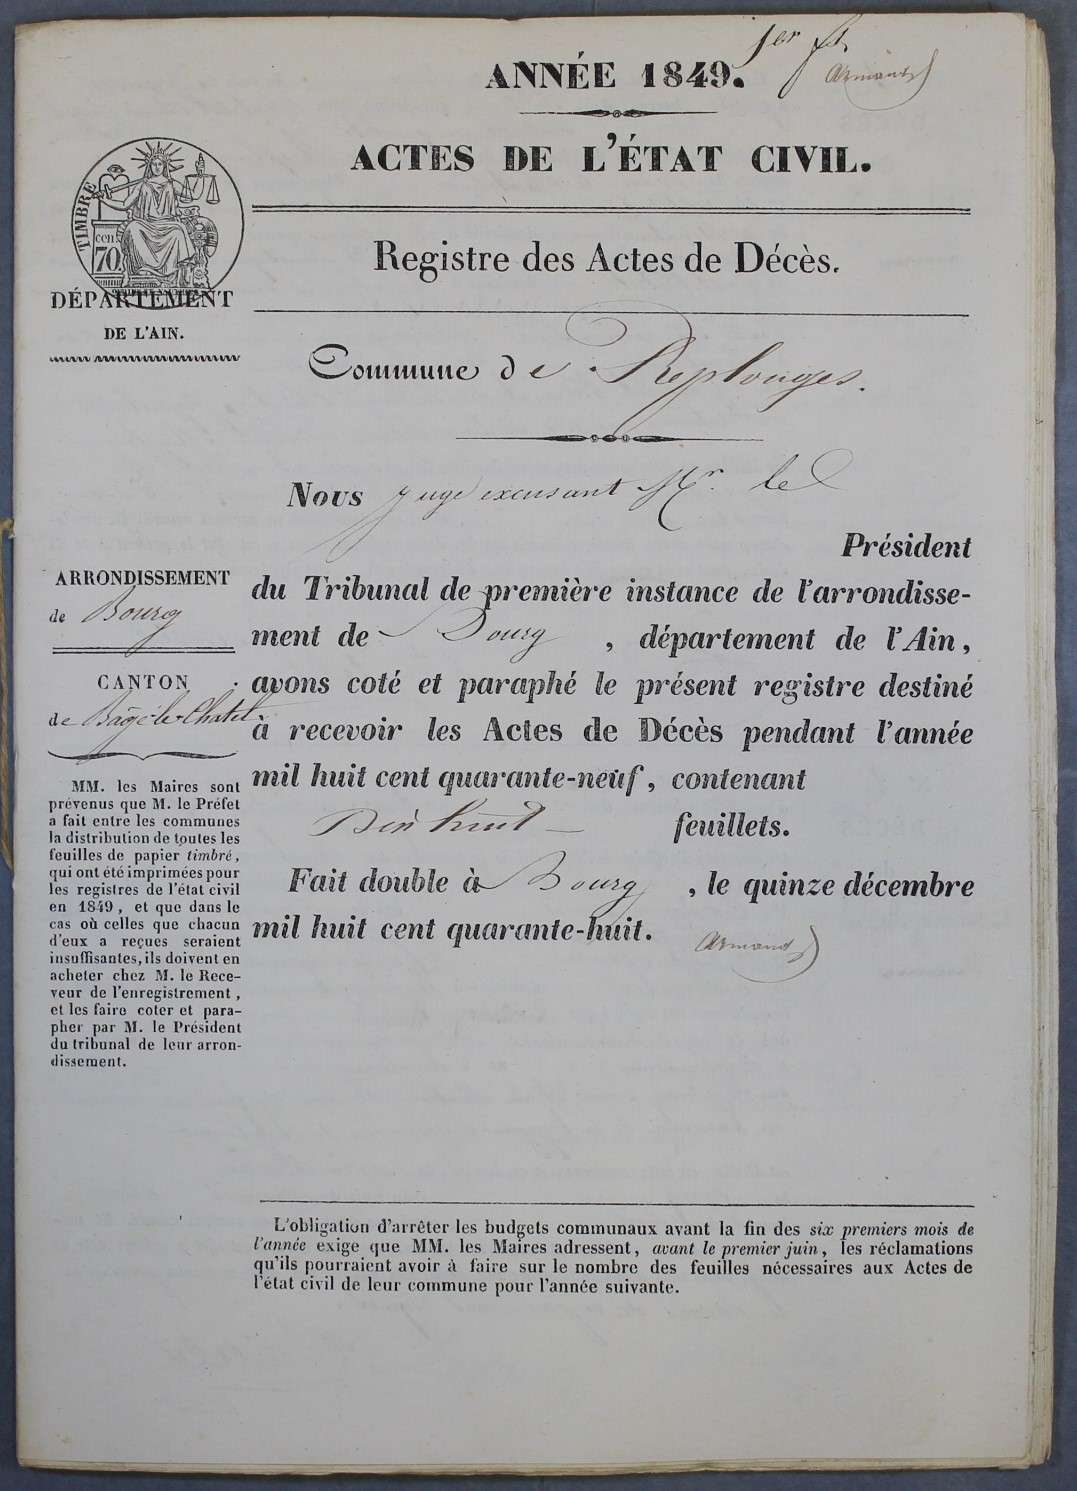 1er ft
Armand
ANNÉE 1849.
ACTES DE L'ÉTAT CIVIL.
TIMBRE
cen
70.
DÉPARTEMENT
DE L'AIN.
Registre des Actes de Décès.
Commune de Replonges.
Nous juge excusant Mr. le
Président
du Tribunal de première instance de l'arrondisse-
ment de Bourg, département de l'Ain,
avons coté et paraphé le présent registre destiné
à recevoir les Actes de Décès pendant l'année
mil huit cent quarante-neuf, contenant
Dix huit feuillets.
Fait double à Bourg, le quinze décembre
mil huit cent quarante-huit.
Armand
ARRONDISSEMENT
de Bourg
CANTON
de Bâgé-le-Chatel
MM. les Maires sont
prévenus que M. le Préfet
a fait entre les communes
la distribution de toutes les
feuilles de papier timbré,
qui ont été imprimées pour
les registres de l'état civil
en 1849, et que dans le
cas où celles que chacun
d'eux a reçues seraient
insuffisantes, ils doivent en
acheter chez M. le Rece-
veur de l'enregistrement,
et les faire coter et para-
pher par M. le Président
du tribunal de leur arron-
dissement.
L'obligation d'arrêter les budgets communaux avant la fin des six premiers mois de
l'année exige que MM. les Maires adressent, avant le premier juin, les réclamations
qu'ils pourraient avoir à faire sur le nombre des feuilles nécessaires aux Actes de
l'état civil de leur commune pour l'année suivante.